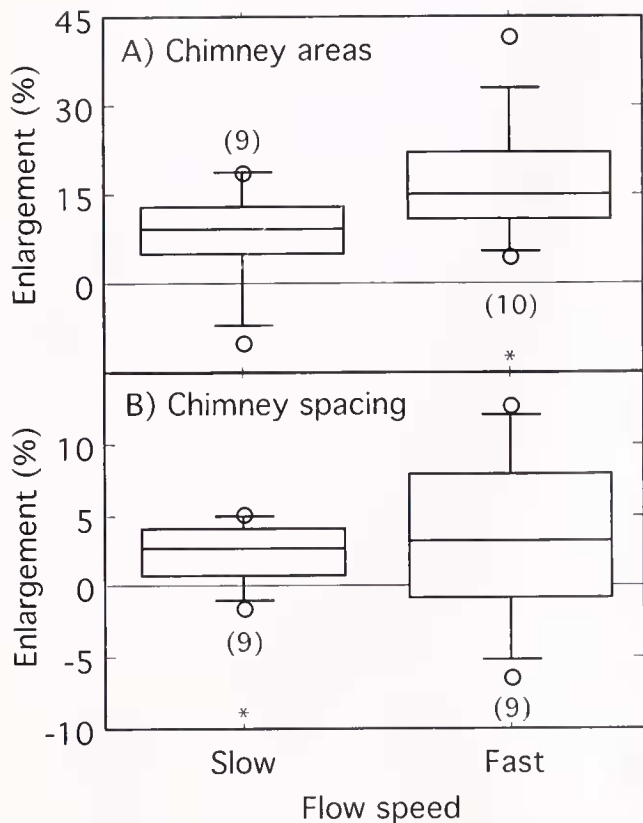 45
A) Chimney areas
30
(9)
15
0
(10)
*
Enlargement (%)
B) Chimney spacing
10
5
0
(9)
-5
*
(9)
-10
Enlargement (%)
Slow
Fast
Flow speed